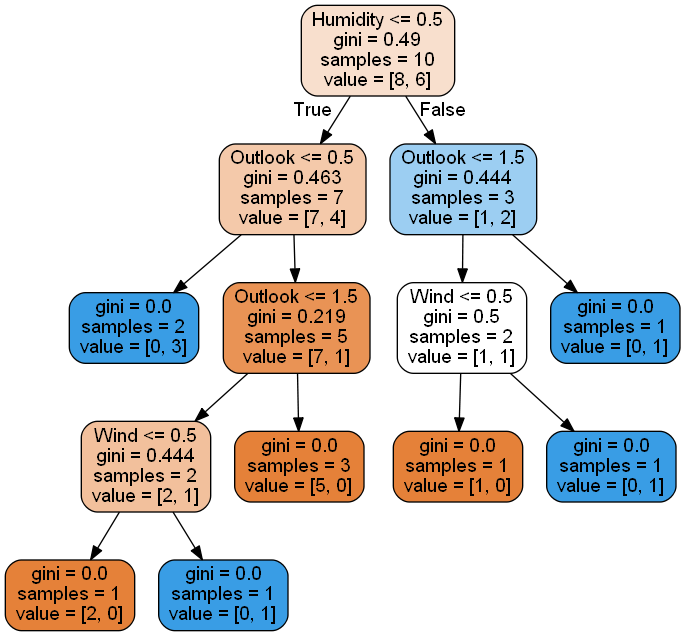 Humidity <= 0.5
gini = 0.49
samples = 10
value = [8, 6]
True
False
Outlook <= 0.5
gini = 0.463
samples = 7
value = [7, 4]
Outlook <= 1.5
gini = 0.444
samples = 3
value = [1, 2]
gini = 0.0
samples = 2
value = [0, 3]
Outlook <= 1.5
gini = 0.219
samples = 5
value = [7, 1]
Wind <= 0.5
gini = 0.5
samples = 2
value = [1, 1]
gini = 0.0
samples = 1
value = [0, 1]
Wind <= 0.5
gini = 0.444
samples = 2
value = [2, 1]
gini = 0.0
samples = 3
value = [5, 0]
gini = 0.0
samples = 1
value = [1, 0]
gini = 0.0
samples = 1
value = [0, 1]
gini = 0.0
samples = 1
value = [2, 0]
gini = 0.0
samples = 1
value = [0, 1]